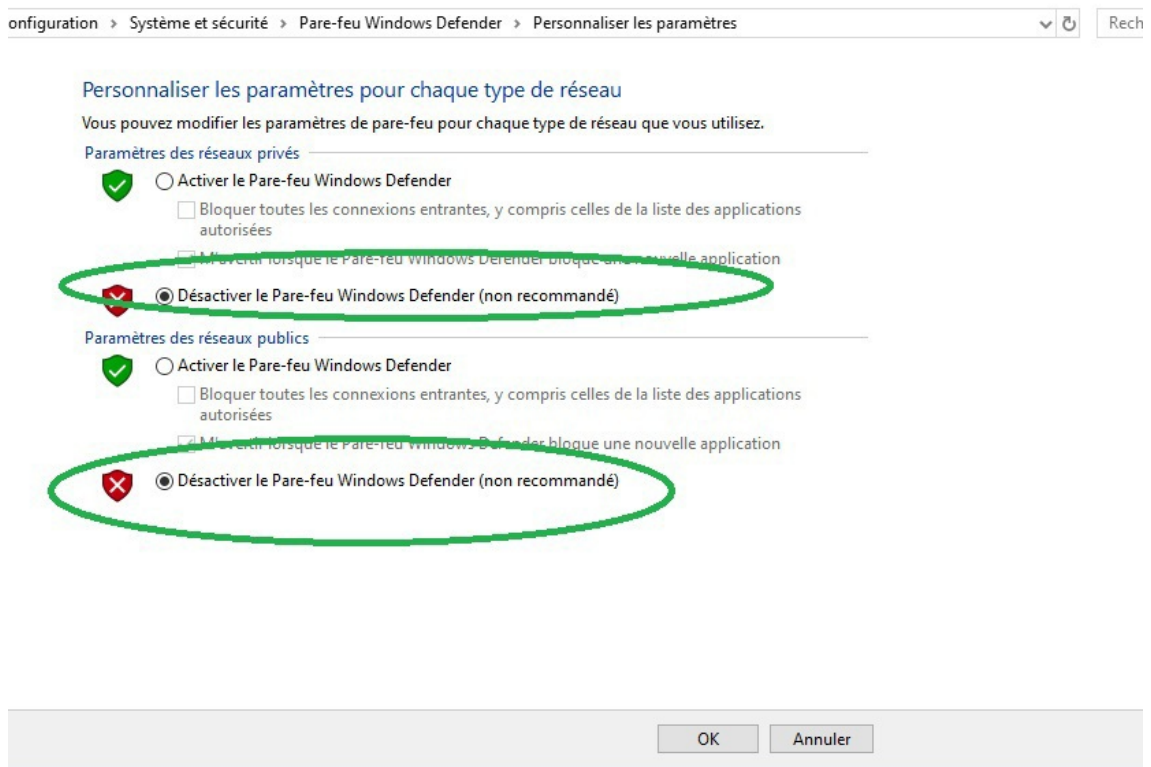 onfiguration > Système et sécurité > Pare-feu Windows Defender > Personnaliser les paramètres
Rech
Personnaliser les paramètres pour chaque type de réseau
Vous pouvez modifier les paramètres de pare-feu pour chaque type de réseau que vous utilisez.
Paramètres des réseaux privés
Activer le Pare-feu Windows Defender
Bloquer toutes les connexions entrantes, y compris celles de la liste des applications
autorisées
M'avertir lorsque le Pare-feu Windows Defender bloque une nouvelle application
Désactiver le Pare-feu Windows Defender (non recommandé)
Paramètres des réseaux publics
Activer le Pare-feu Windows Defender
Bloquer toutes les connexions entrantes, y compris celles de la liste des applications
autorisées
M'avertir lorsque le Pare-feu Windows Defender bloque une nouvelle application
Désactiver le Pare-feu Windows Defender (non recommandé)
OK
Annuler